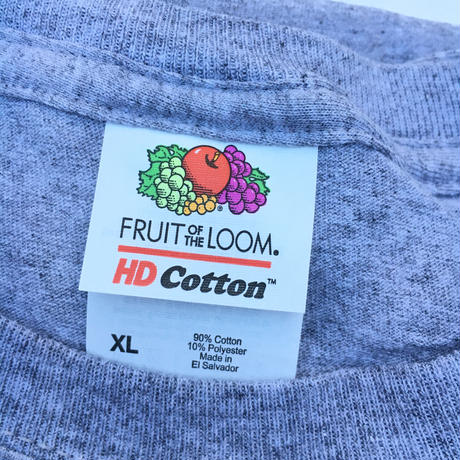 FRUIT OF THE LOOM®
HD Cotton™
XL
90% Cotton
10% Polyester
Made in
El Salvador